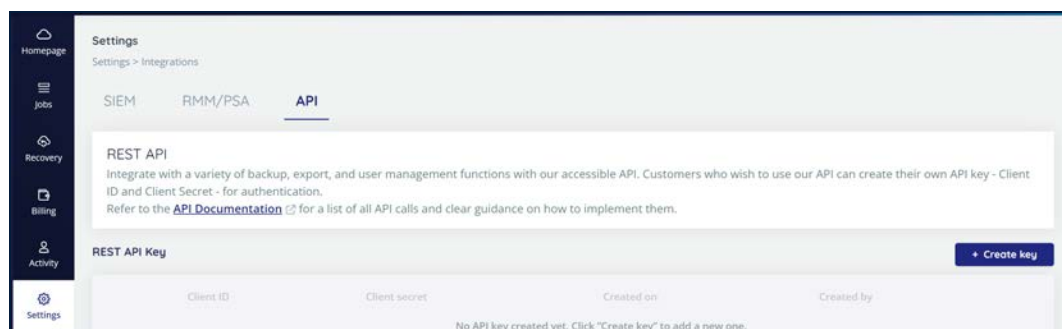 Homepage
Jobs
Recovery
Billing
Activity
Settings
Settings
Settings > Integrations
SIEM RMM/PSA API
REST API
Integrate with a variety of backup, export, and user management functions with our accessible API. Customers who wish to use our API can create their own API key - Client
ID and Client Secret - for authentication.
Refer to the API Documentation for a list of all API calls and clear guidance on how to implement them.
REST API Key
+ Create key
Client ID Client secret Created on Created by
No API key created yet. Click "Create key" to add a new one.